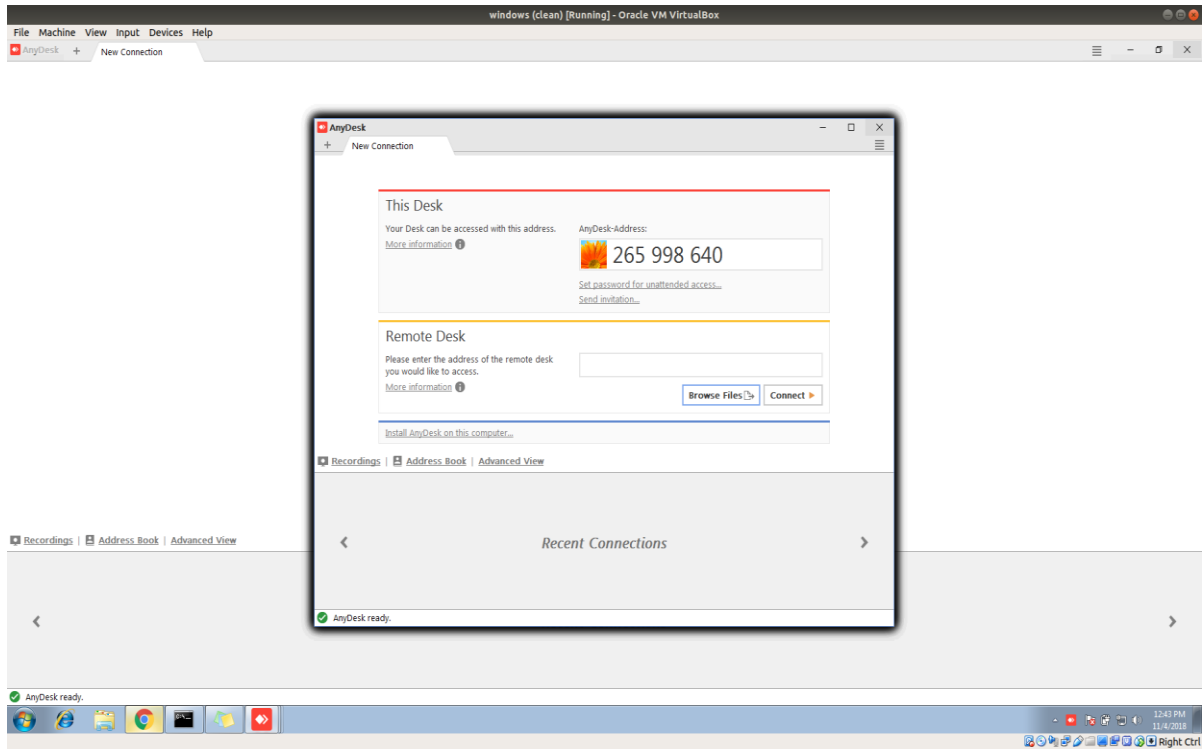 windows (clean) [Running] - Oracle VM VirtualBox
File Machine View Input Devices Help
AnyDesk + New Connection
AnyDesk
+ New Connection
This Desk
Your Desk can be accessed with this address.
More information
AnyDesk-Address:
265 998 640
Set password for unattended access...
Send invitation...
Remote Desk
Please enter the address of the remote desk
you would like to access.
More information
Browse Files
Connect
Install AnyDesk on this computer...
Recordings | Address Book | Advanced View
Recent Connections
AnyDesk ready.
Recordings | Address Book | Advanced View
AnyDesk ready.
12:43 PM
11/4/2018
Right Ctrl